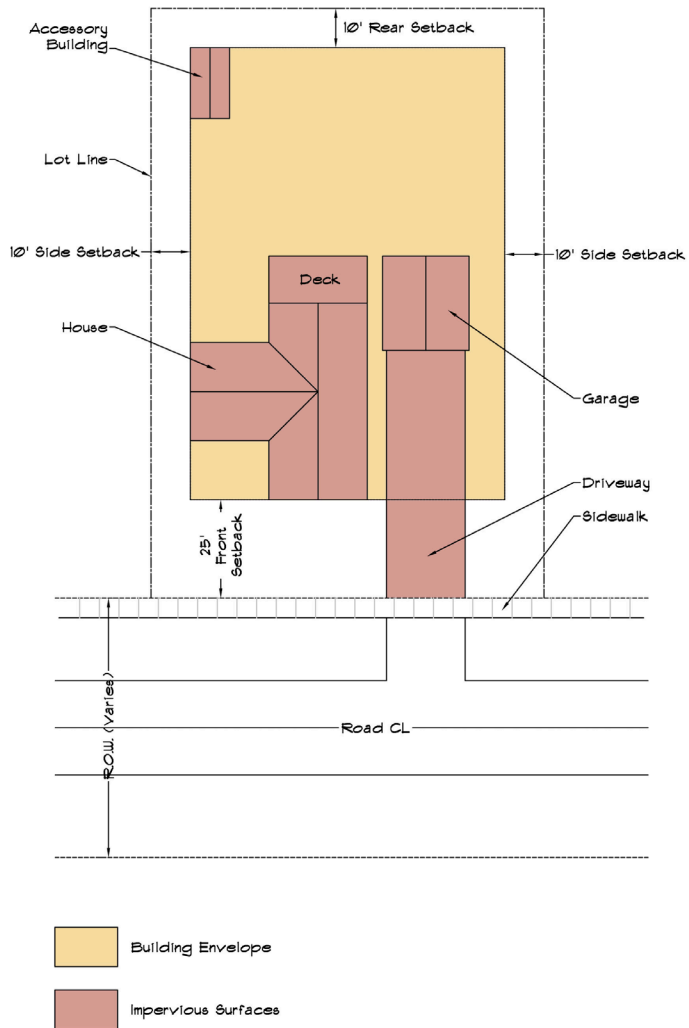 10' Rear Setback
Accessory
Building
Lot Line
10' Side Setback
10' Side Setback
Deck
House
Garage
Driveway
Sidewalk
25'
Front
Setback
R.O.W. (Varies)
Road CL
Building Envelope
Impervious Surfaces